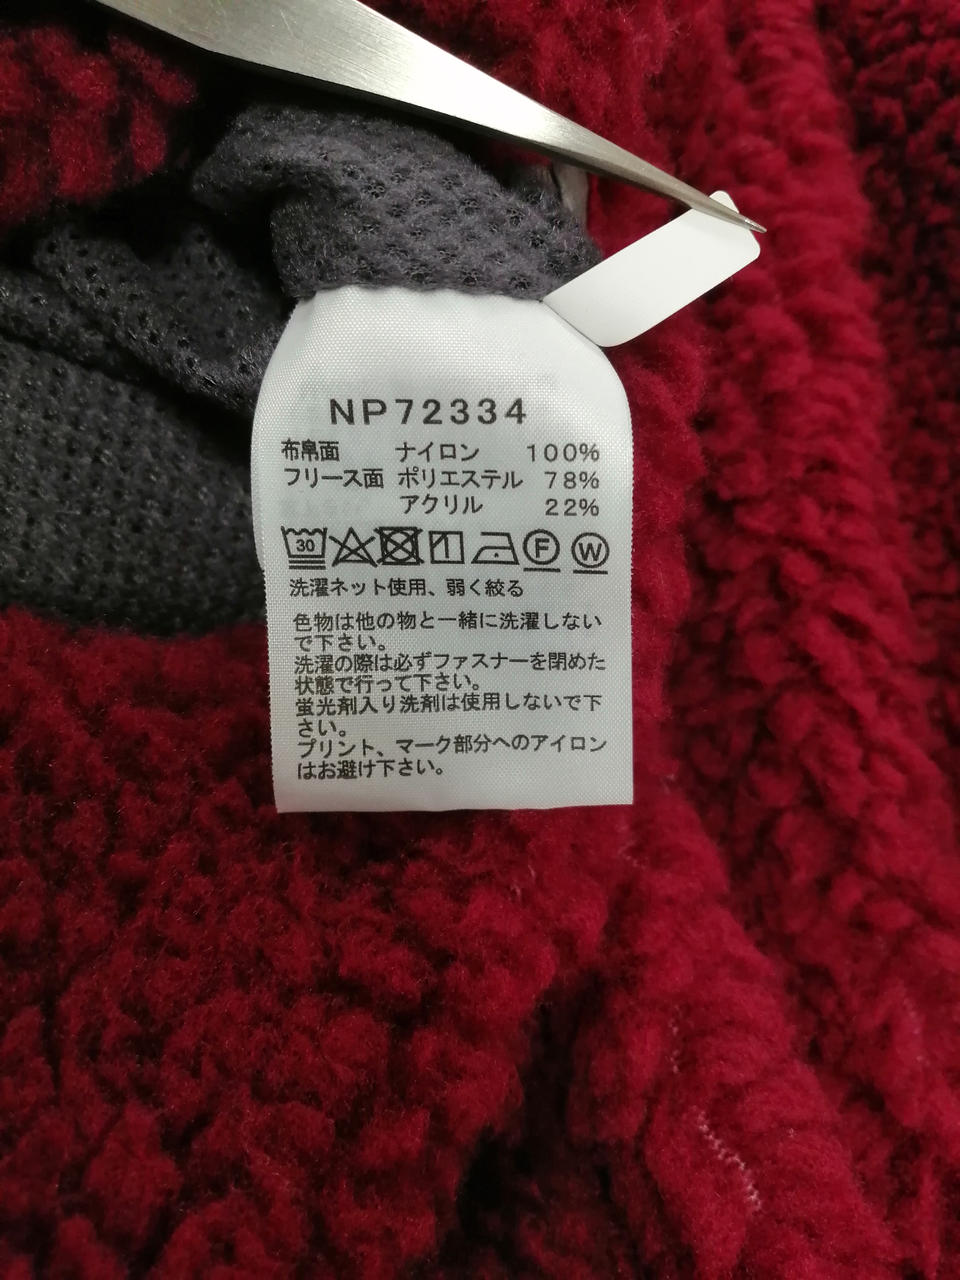 NP72334
布帛面 ナイロン 100%
フリース面 ポリエステル 78%
アクリル 22%
30 F W
洗濯ネット使用、弱く絞る
色物は他の物と一緒に洗濯しない
で下さい。
洗濯の際は必ずファスナーを閉めた
状態で行って下さい。
蛍光剤入り洗剤は使用しないで下
さい。
プリント、マーク部分へのアイロン
はお避け下さい。